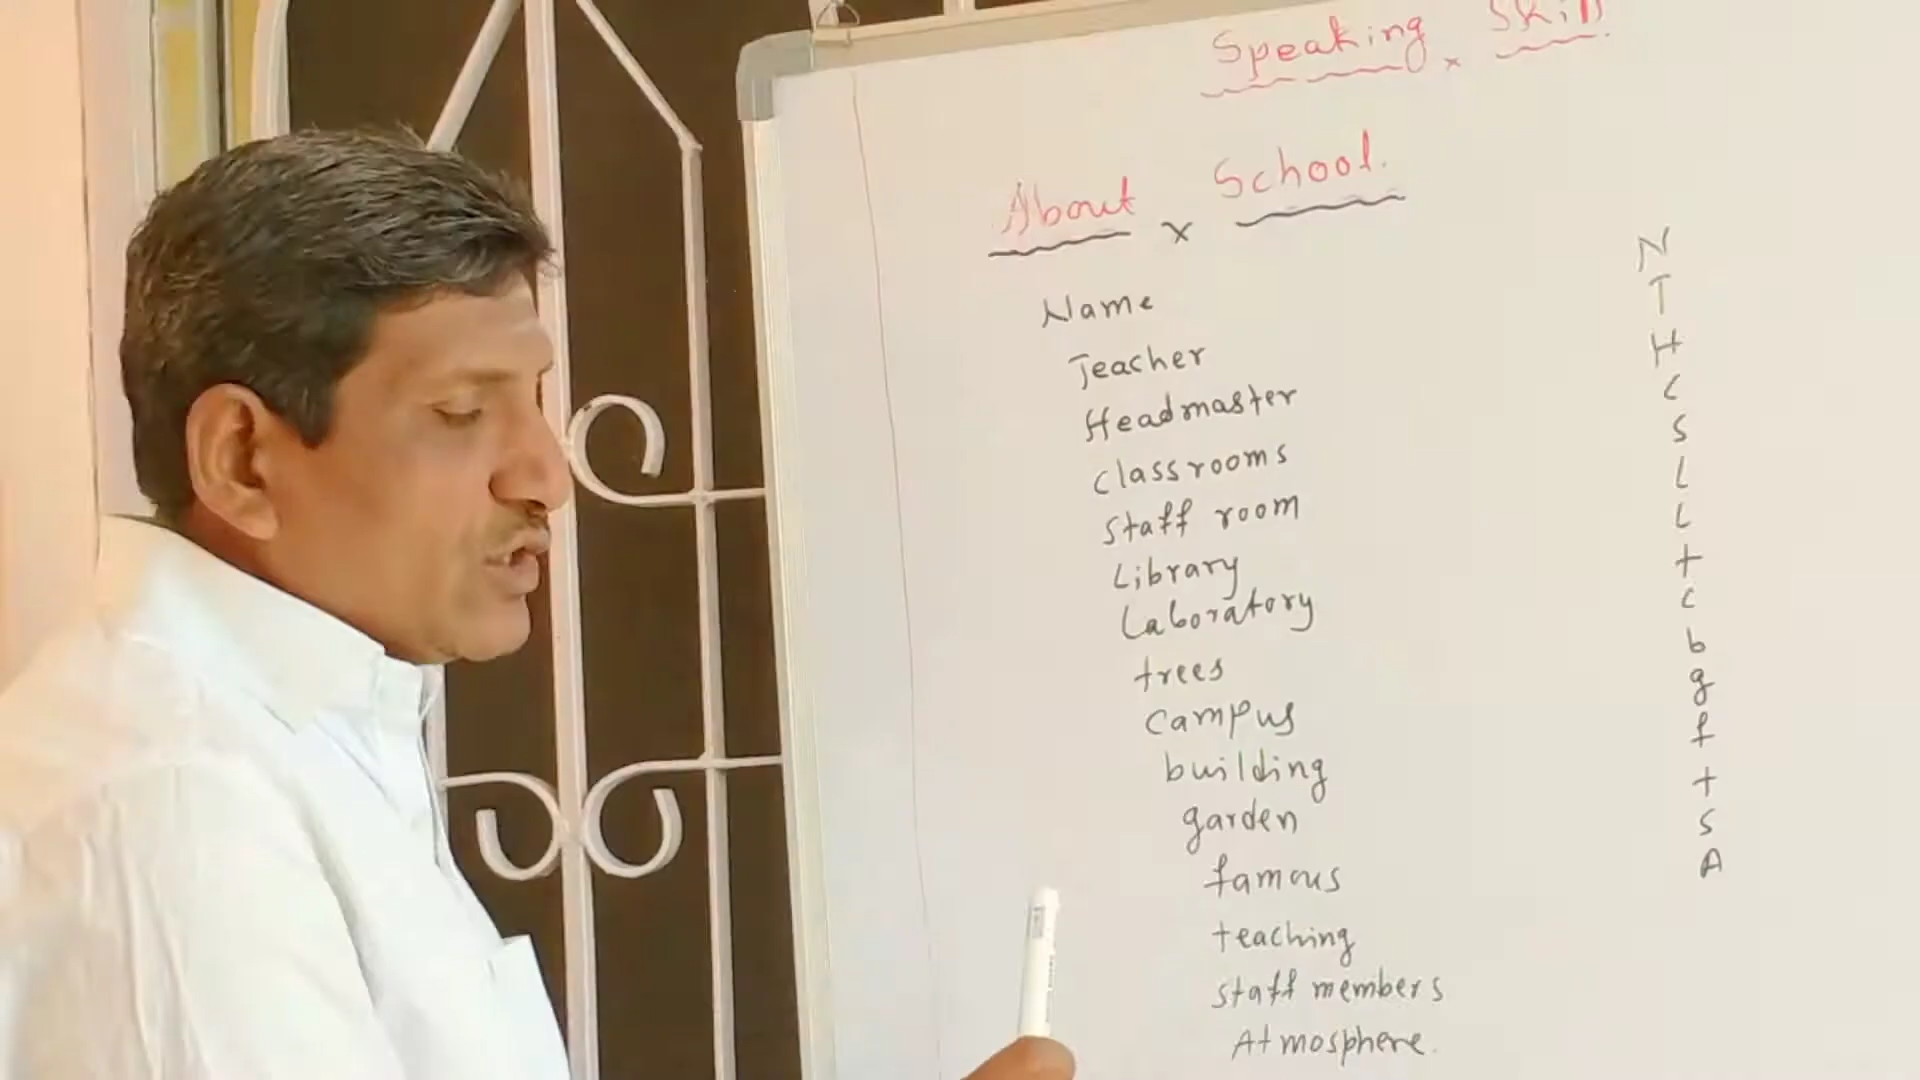 Speaking x Skill
About x School.
Name
Teacher
Headmaster
classrooms
staff room
Library
Laboratory
trees
campus
building
garden
famous
teaching
staff members
Atmosphere.
N
T
H
C
S
L
L
t
c
b
g
f
t
s
A